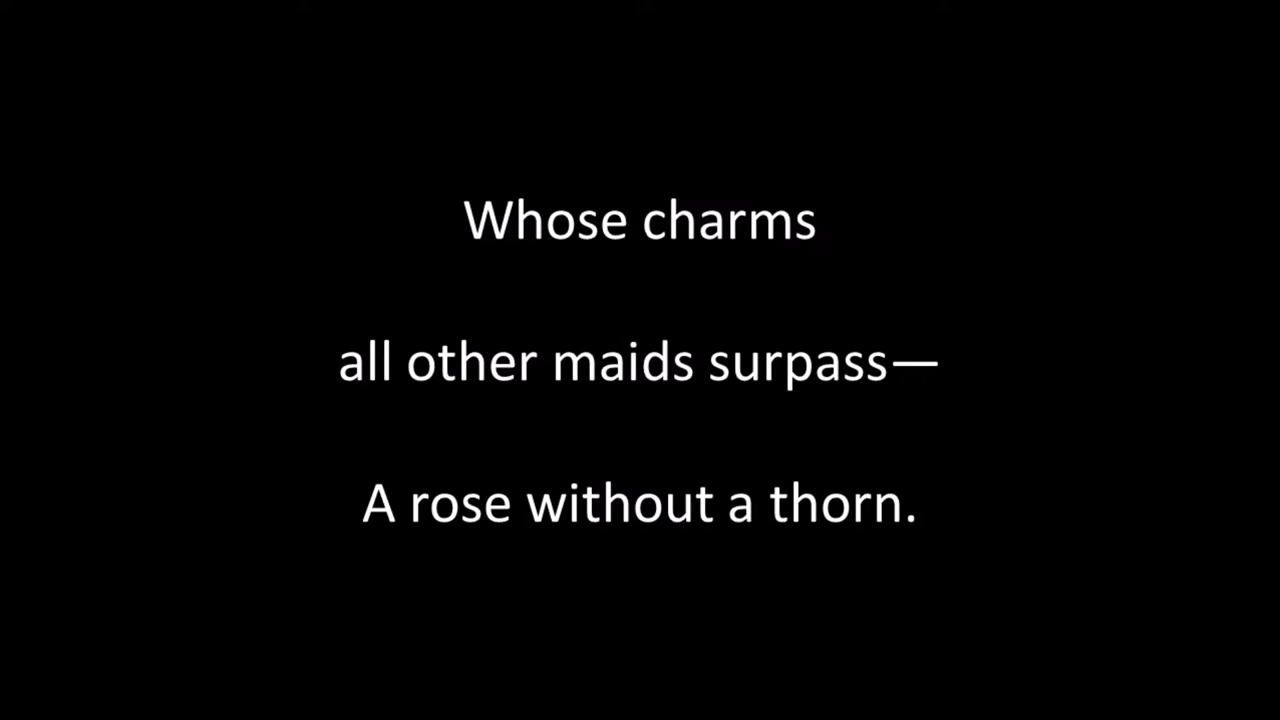 Whose charms
all other maids surpass—
A rose without a thorn.